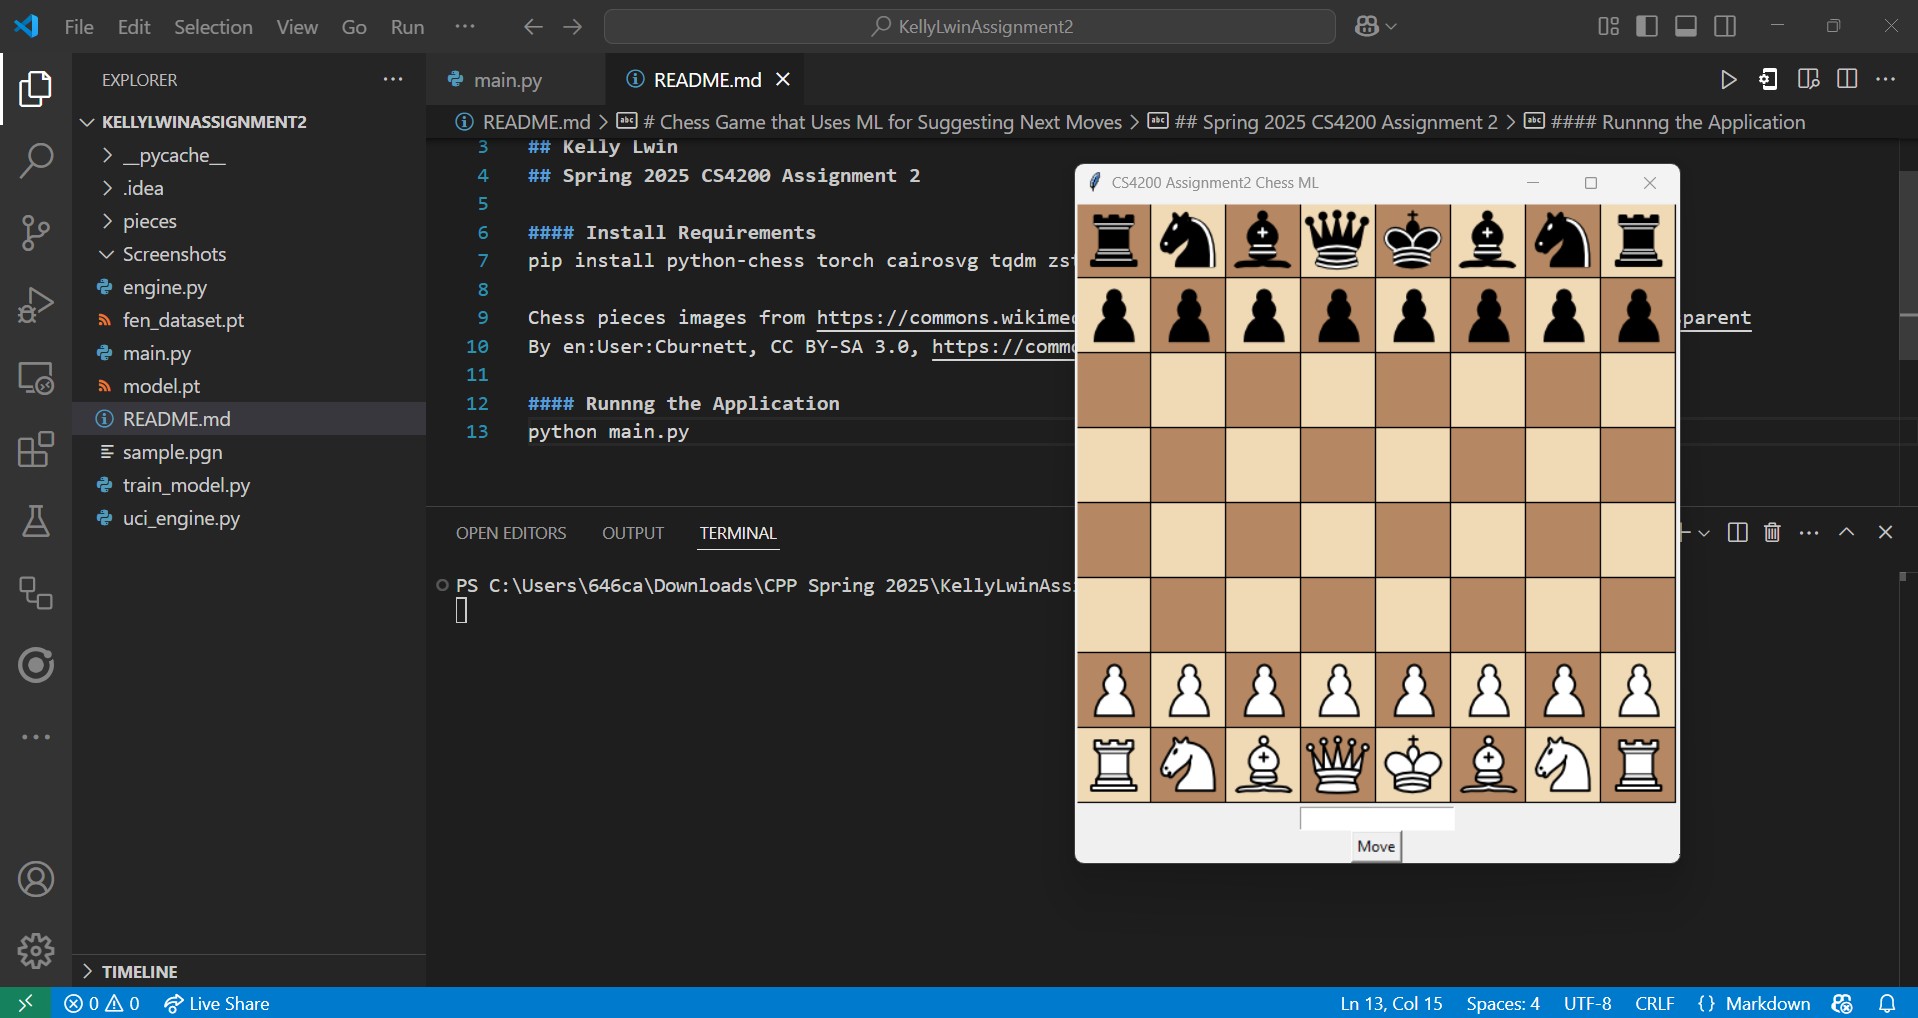 File Edit Selection View Go Run ···
KellyLwinAssignment2
EXPLORER
KELLYLWINASSIGNMENT2
__pycache__
.idea
pieces
Screenshots
engine.py
fen_dataset.pt
main.py
model.pt
README.md
sample.pgn
train_model.py
uci_engine.py
TIMELINE
main.py
README.md
README.md > # Chess Game that Uses ML for Suggesting Next Moves > ## Spring 2025 CS4200 Assignment 2 > #### Runnng the Application
3 ## Kelly Lwin
4 ## Spring 2025 CS4200 Assignment 2
5
6 #### Install Requirements
7 pip install python-chess torch cairosvg tqdm zst
8
9 Chess pieces images from https://commons.wikimed parent
10 By en:User:Cburnett, CC BY-SA 3.0, https://commo
11
12 #### Runnng the Application
13 python main.py
OPEN EDITORS OUTPUT TERMINAL
PS C:\Users\646ca\Downloads\CPP Spring 2025\KellyLwinAss
CS4200 Assignment2 Chess ML
Move
0 0 Live Share
Ln 13, Col 15 Spaces: 4 UTF-8 CRLF {} Markdown